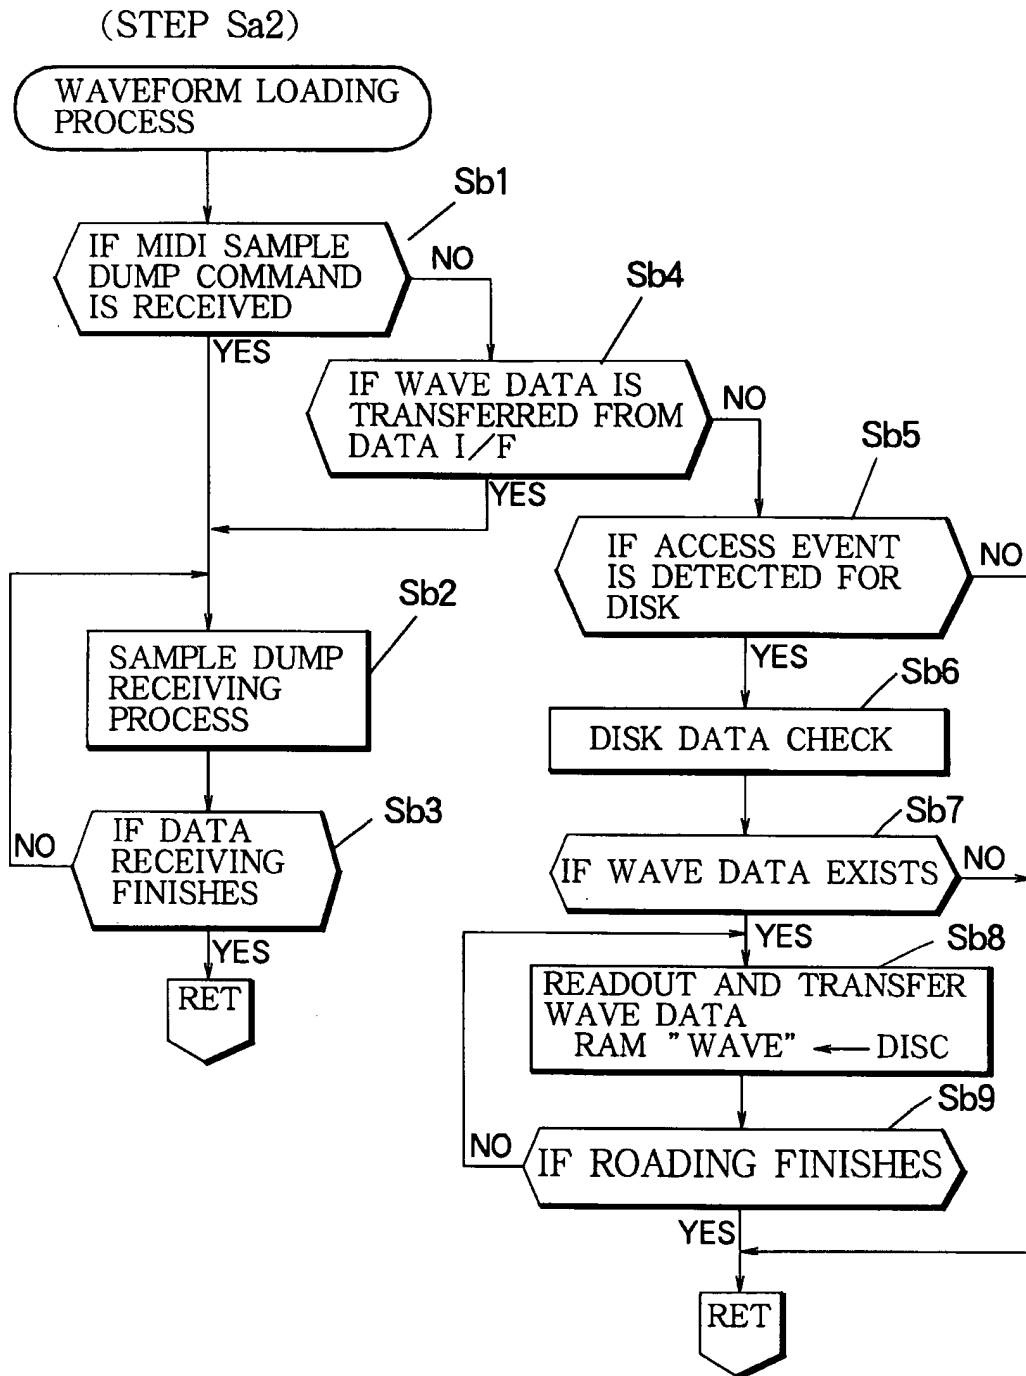 (STEP Sa2)
WAVEFORM LOADING
PROCESS
Sb1
IF MIDI SAMPLE
DUMP COMMAND
IS RECEIVED
NO
YES
Sb4
IF WAVE DATA IS
TRANSFERRED FROM
DATA I/F
NO
YES
Sb5
IF ACCESS EVENT
IS DETECTED FOR
DISK
NO
YES
Sb2
SAMPLE DUMP
RECEIVING
PROCESS
Sb6
DISK DATA CHECK
Sb3
IF DATA
RECEIVING
FINISHES
NO
YES
RET
Sb7
IF WAVE DATA EXISTS
NO
YES
Sb8
READOUT AND TRANSFER
WAVE DATA
RAM "WAVE" ← DISC
Sb9
IF ROADING FINISHES
NO
YES
RET